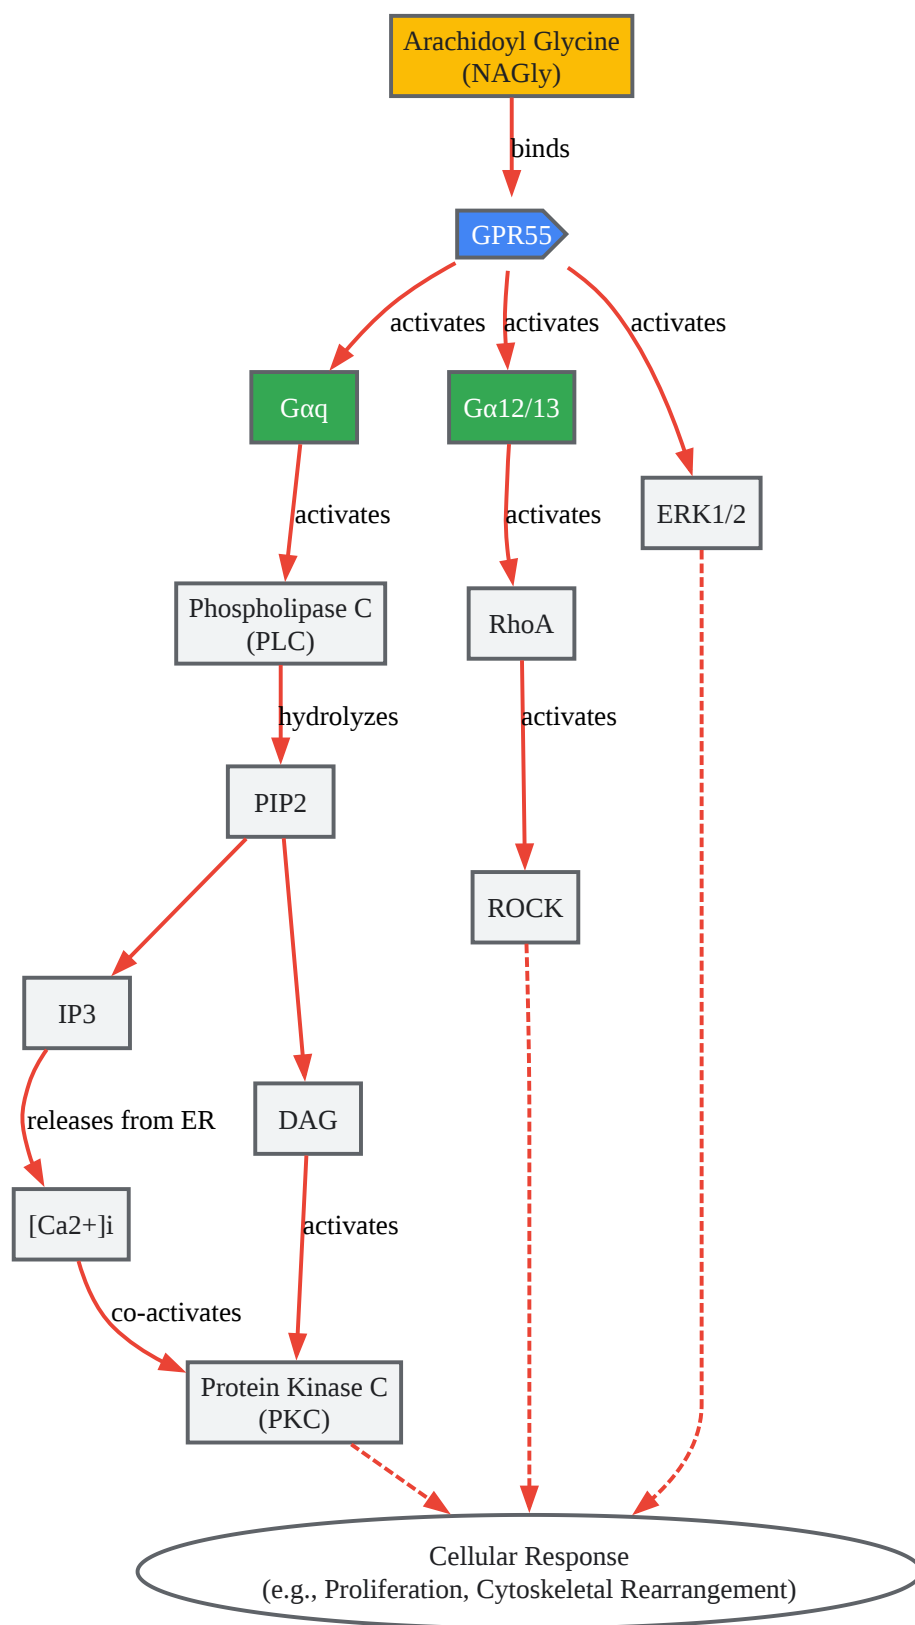 Arachidoyl Glycine
(NAGly)
binds
GPR55
activates
activates
activates
Gαq
Gα12/13
ERK1/2
activates
activates
Phospholipase C
(PLC)
RhoA
hydrolyzes
activates
PIP2
ROCK
IP3
releases from ER
DAG
[Ca2+]i
activates
co-activates
Protein Kinase C
(PKC)
Cellular Response
(e.g., Proliferation, Cytoskeletal Rearrangement)